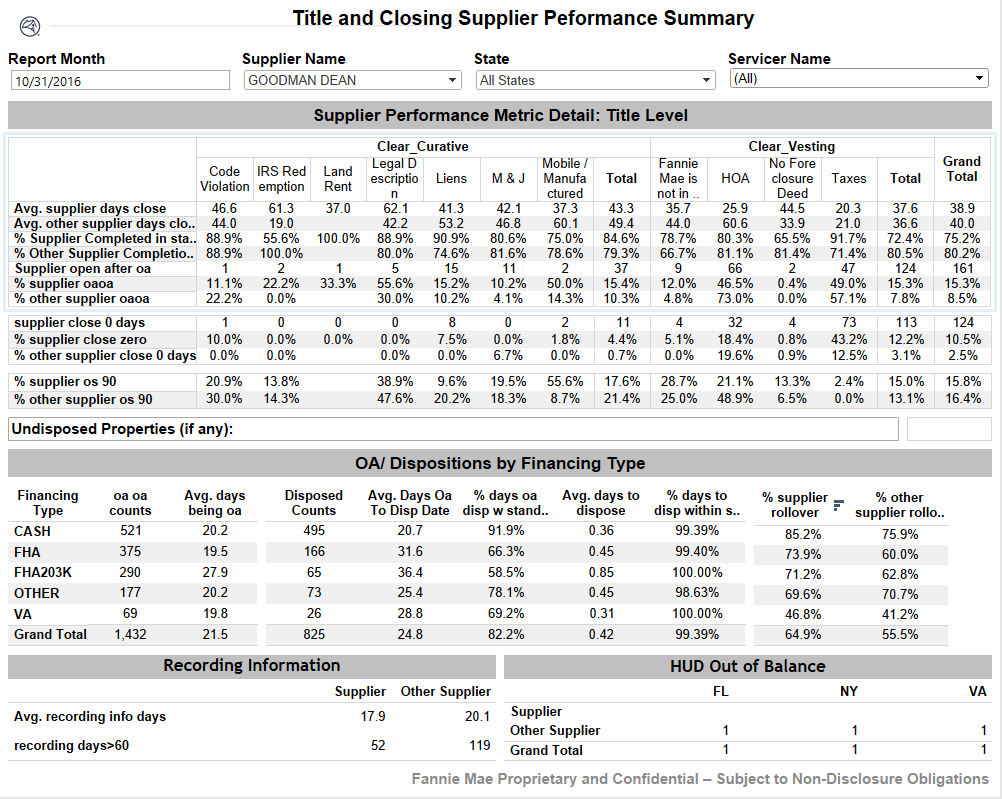 Title and Closing Supplier Peformance Summary
Report Month Supplier Name State Servicer Name
10/31/2016 GOODMAN DEAN All States (All)
Supplier Performance Metric Detail: Title Level
Clear_Curative Clear_Vesting Grand Total
Code Violation IRS Red emption Land Rent Legal D escriptio n Liens M & J Mobile / Manufa ctured Total Fannie Mae is not in .. HOA No Fore closure Deed Taxes Total
Avg. supplier days close 46.6 61.3 37.0 62.1 41.3 42.1 37.3 43.3 35.7 25.9 44.5 20.3 37.6 38.9
Avg. other supplier days clo.. 44.0 19.0 42.2 53.2 46.8 60.1 49.4 44.0 60.6 33.9 21.0 36.6 40.0
% Supplier Completed in sta.. 88.9% 55.6% 100.0% 88.9% 90.9% 80.6% 75.0% 84.6% 78.7% 80.3% 65.5% 91.7% 72.4% 75.2%
% Other Supplier Completio.. 88.9% 100.0% 80.0% 74.6% 81.6% 78.6% 79.3% 66.7% 81.1% 81.4% 71.4% 80.5% 80.2%
Supplier open after oa 1 2 1 5 15 11 2 37 9 66 2 47 124 161
% supplier oaoa 11.1% 22.2% 33.3% 55.6% 15.2% 10.2% 50.0% 15.4% 12.0% 46.5% 0.4% 49.0% 15.3% 15.3%
% other supplier oaoa 22.2% 0.0% 30.0% 10.2% 4.1% 14.3% 10.3% 4.8% 73.0% 0.0% 57.1% 7.8% 8.5%
supplier close 0 days 1 0 0 0 8 0 2 11 4 32 4 73 113 124
% supplier close zero 10.0% 0.0% 0.0% 0.0% 7.5% 0.0% 1.8% 4.4% 5.1% 18.4% 0.8% 43.2% 12.2% 10.5%
% other supplier close 0 days 0.0% 0.0% 0.0% 0.0% 6.7% 0.0% 0.7% 0.0% 19.6% 0.9% 12.5% 3.1% 2.5%
% supplier os 90 20.9% 13.8% 38.9% 9.6% 19.5% 55.6% 17.6% 28.7% 21.1% 13.3% 2.4% 15.0% 15.8%
% other supplier os 90 30.0% 14.3% 47.6% 20.2% 18.3% 8.7% 21.4% 25.0% 48.9% 6.5% 0.0% 13.1% 16.4%
Undisposed Properties (if any):
OA/ Dispositions by Financing Type
Financing Type oa oa counts Avg. days being oa Disposed Counts Avg. Days Oa To Disp Date % days oa disp w stand.. Avg. days to dispose % days to disp within s.. % supplier rollover % other supplier rollo..
CASH 521 20.2 495 20.7 91.9% 0.36 99.39% 85.2% 75.9%
FHA 375 19.5 166 31.6 66.3% 0.45 99.40% 73.9% 60.0%
FHA203K 290 27.9 65 36.4 58.5% 0.85 100.00% 71.2% 62.8%
OTHER 177 20.2 73 25.4 78.1% 0.45 98.63% 69.6% 70.7%
VA 69 19.8 26 28.8 69.2% 0.31 100.00% 46.8% 41.2%
Grand Total 1,432 21.5 825 24.8 82.2% 0.42 99.39% 64.9% 55.5%
Recording Information
Supplier Other Supplier
Avg. recording info days 17.9 20.1
recording days>60 52 119
HUD Out of Balance
FL NY VA
Supplier
Other Supplier 1 1 1
Grand Total 1 1 1
Fannie Mae Proprietary and Confidential – Subject to Non-Disclosure Obligations